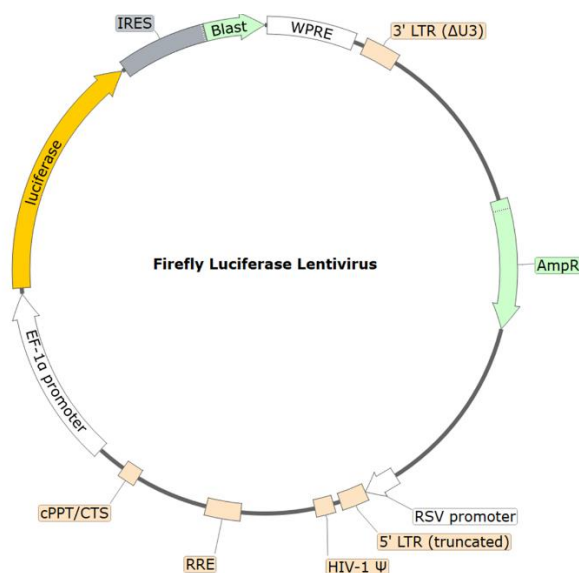 IRES
Blast
WPRE
3' LTR (ΔU3)
luciferase
Firefly Luciferase Lentivirus
AmpR
EF-1α promoter
cPPT/CTS
RSV promoter
5' LTR (truncated)
RRE
HIV-1 Ψ